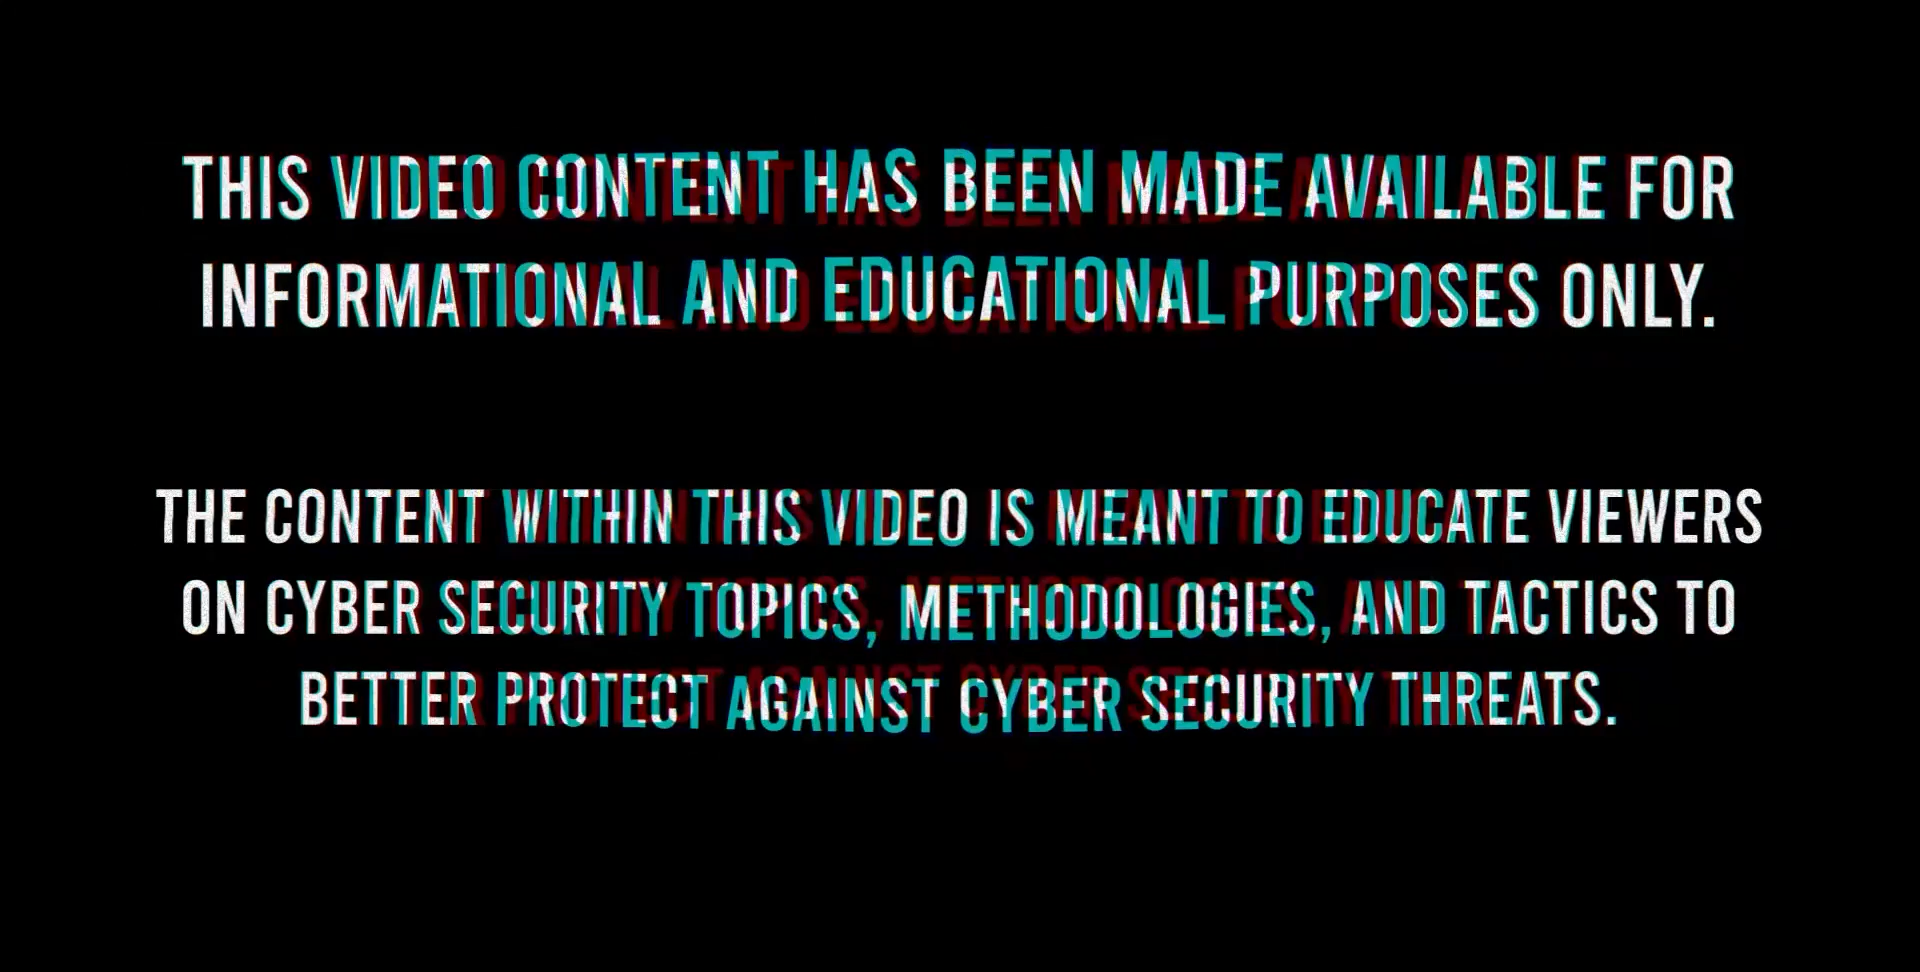 THIS VIDEO CONTENT HAS BEEN MADE AVAILABLE FOR
INFORMATIONAL AND EDUCATIONAL PURPOSES ONLY.
THE CONTENT WITHIN THIS VIDEO IS MEANT TO EDUCATE VIEWERS
ON CYBER SECURITY TOPICS, METHODOLOGIES, AND TACTICS TO
BETTER PROTECT AGAINST CYBER SECURITY THREATS.